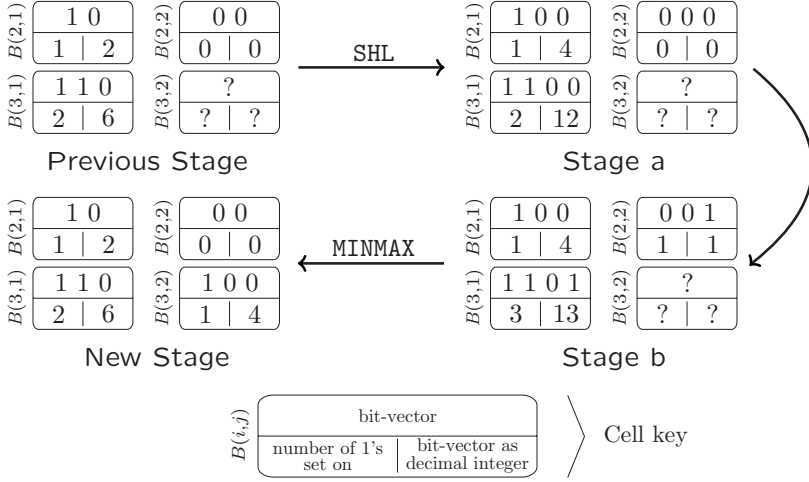 B(2,1) 1 0 B(2,2) 0 0 B(2,1) 1 0 0 B(2,2) 0 0 0
1 | 2 0 | 0 SHL 1 | 4 0 | 0
B(3,1) 1 1 0 B(3,2) ? B(3,1) 1 1 0 0 B(3,2) ?
2 | 6 ? | ? 2 | 12 ? | ?
Previous Stage Stage a
B(2,1) 1 0 B(2,2) 0 0 B(2,1) 1 0 0 B(2,2) 0 0 1
1 | 2 0 | 0 MINMAX 1 | 4 1 | 1
B(3,1) 1 1 0 B(3,2) 1 0 0 B(3,1) 1 1 0 1 B(3,2) ?
2 | 6 1 | 4 3 | 13 ? | ?
New Stage Stage b
B(i,j) bit-vector
number of 1's bit-vector as
set on decimal integer
Cell key